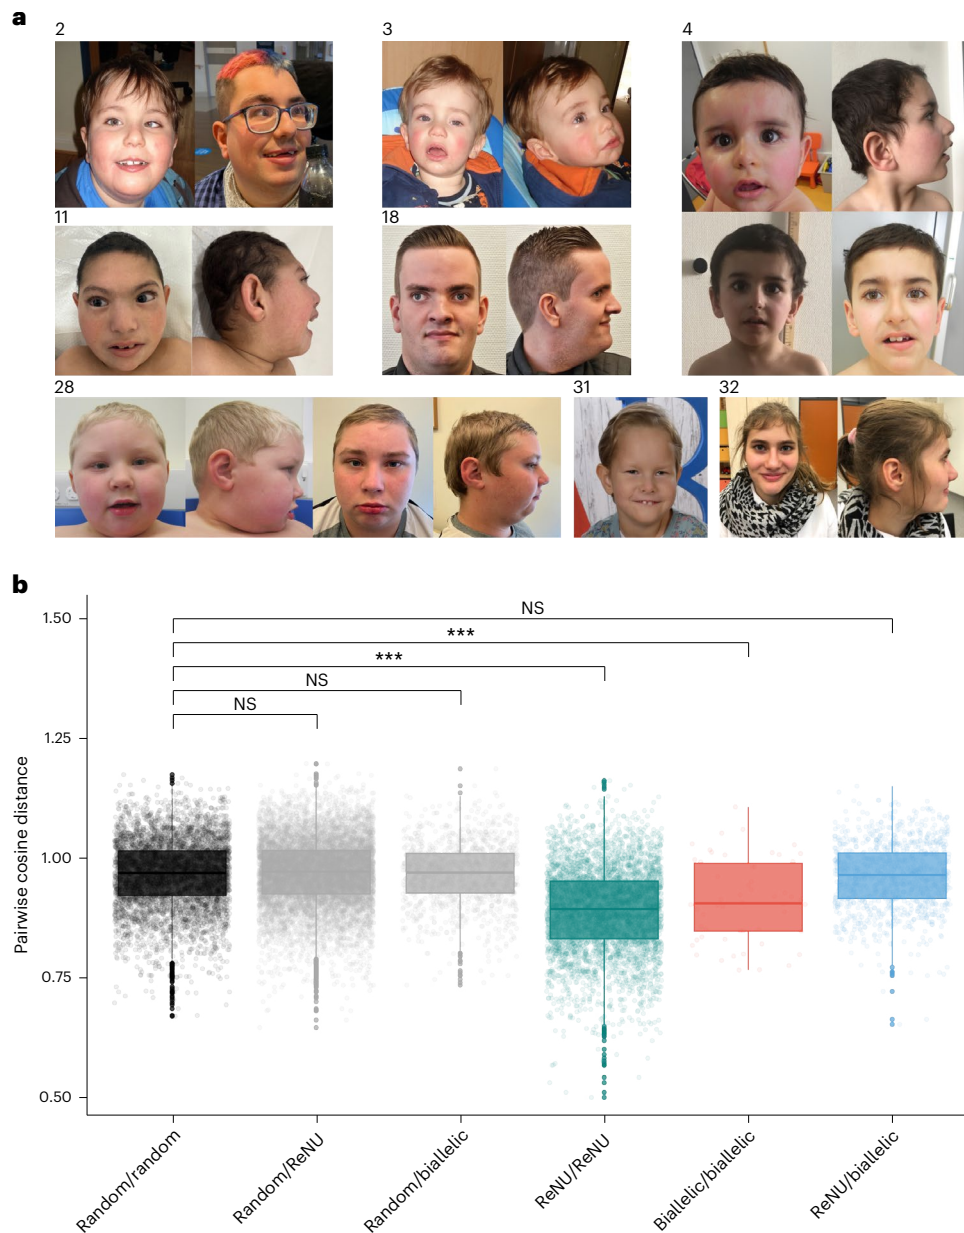 a
2 3 4
11 18
28 31 32
b
NS
***
***
NS
NS
1.50
1.25
1.00
0.75
0.50
Pairwise cosine distance
Random/random
Random/ReNU
Random/biallelic
ReNU/ReNU
Biallelic/biallelic
ReNU/biallelic